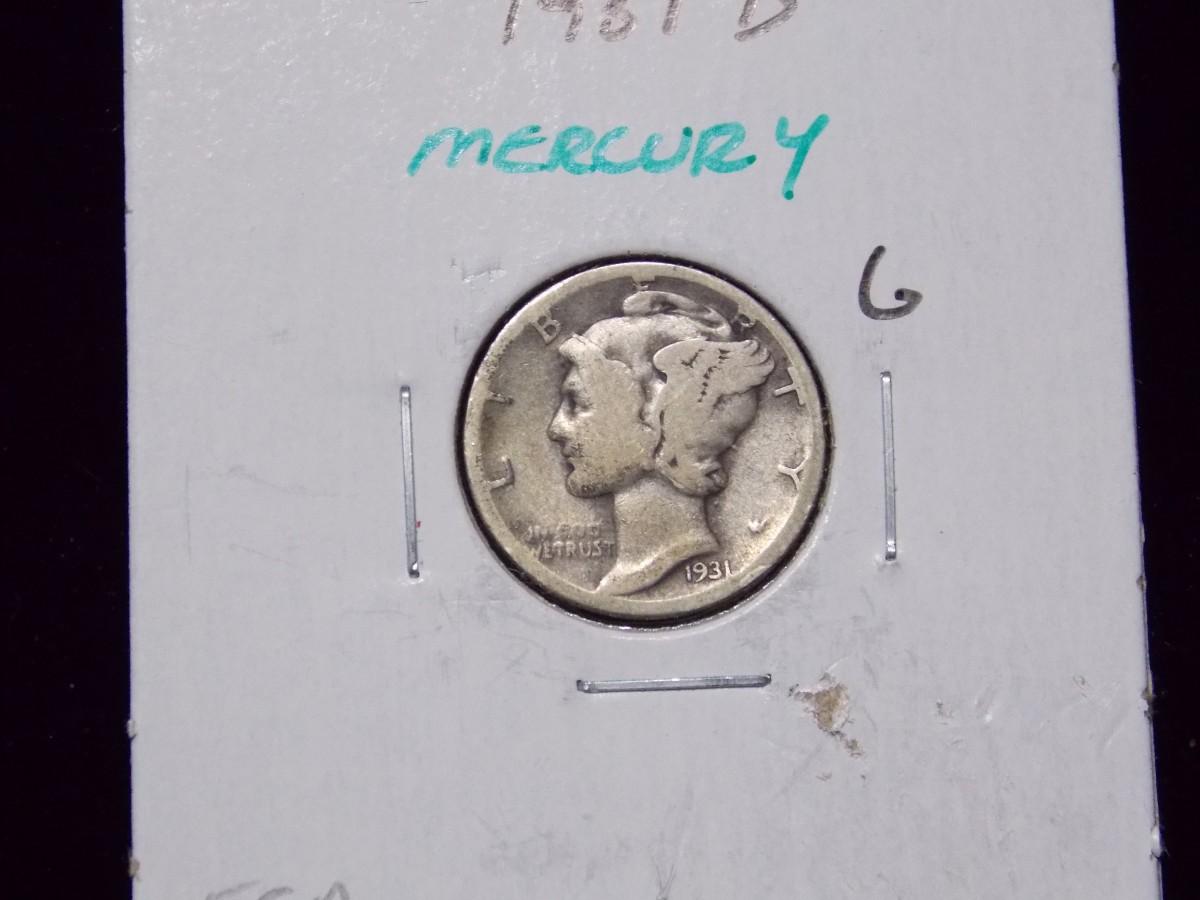 1931 D
MERCURY
G
LIBERTY
IN GOD
WE TRUST
1931